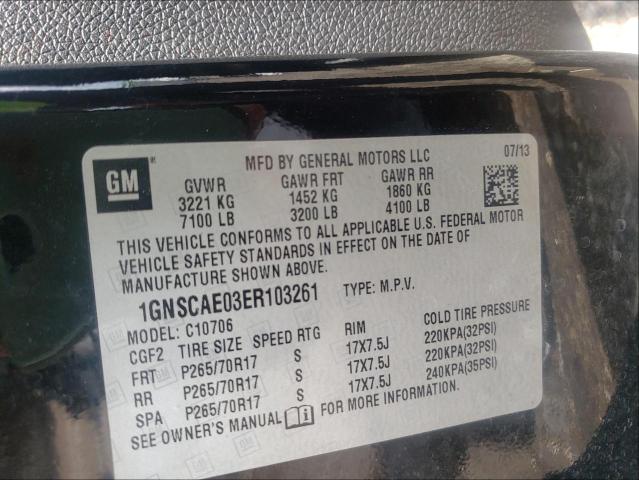 MFD BY GENERAL MOTORS LLC 07/13
GM
GVWR GAWR FRT GAWR RR
3221 KG 1452 KG 1860 KG
7100 LB 3200 LB 4100 LB
THIS VEHICLE CONFORMS TO ALL APPLICABLE U.S. FEDERAL MOTOR
VEHICLE SAFETY STANDARDS IN EFFECT ON THE DATE OF
MANUFACTURE SHOWN ABOVE.
1GNSCAE03ER103261 TYPE: M.P.V.
MODEL: C10706
CGF2 TIRE SIZE SPEED RTG RIM COLD TIRE PRESSURE
FRT P265/70R17 S 17X7.5J 220KPA(32PSI)
RR P265/70R17 S 17X7.5J 220KPA(32PSI)
SPA P265/70R17 S 17X7.5J 240KPA(35PSI)
SEE OWNER'S MANUAL FOR MORE INFORMATION.